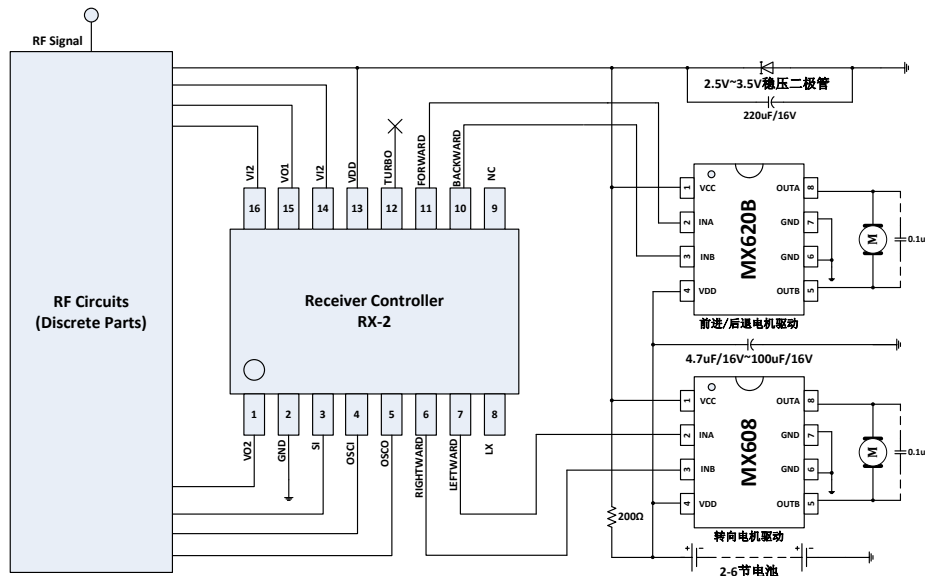 RF Signal
RF Circuits
(Discrete Parts)
VI2
VO1
VI2
VDD
TURBO
FORWARD
BACKWARD
NC
16
15
14
13
12
11
10
9
Receiver Controller
RX-2
1
2
3
4
5
6
7
8
VO2
GND
SI
OSCI
OSCO
RIGHTWARD
LEFTWARD
LX
2.5V~3.5V稳压二极管
220uF/16V
MX620B
1 VCC OUTA 8
2 INA GND 7
3 INB GND 6
4 VDD OUTB 5
M
0.1u
前进/后退电机驱动
4.7uF/16V~100uF/16V
MX608
1 VCC OUTA 8
2 INA GND 7
3 INB GND 6
4 VDD OUTB 5
M
0.1u
转向电机驱动
200Ω
+ − + −
2-6节电池